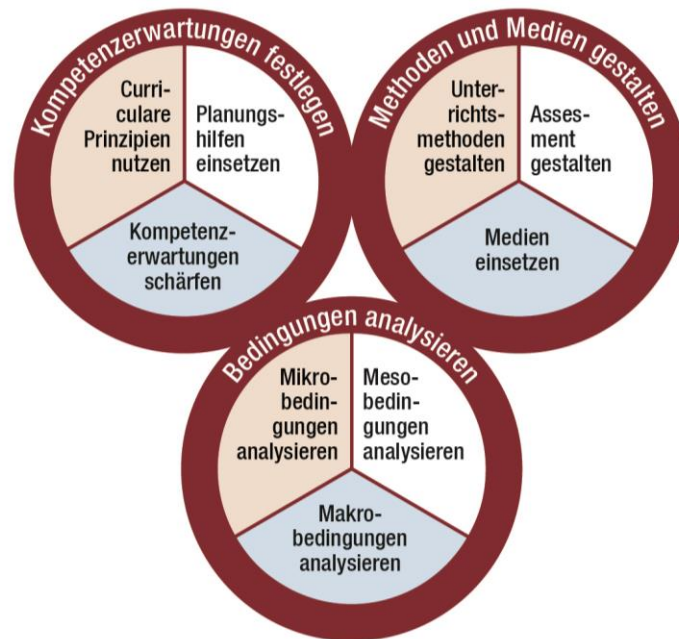 Kompetenzerwartungen festlegen
Curri-
culare
Prinzipien
nutzen
Planungs-
hilfen
einsetzen
Kompetenz-
erwartungen
schärfen
Methoden und Medien gestalten
Unter-
richts-
methoden
gestalten
Asses-
ment
gestalten
Medien
einsetzen
Bedingungen analysieren
Mikro-
bedin-
gungen
analysieren
Meso-
bedin-
gungen
analysieren
Makro-
bedingungen
analysieren